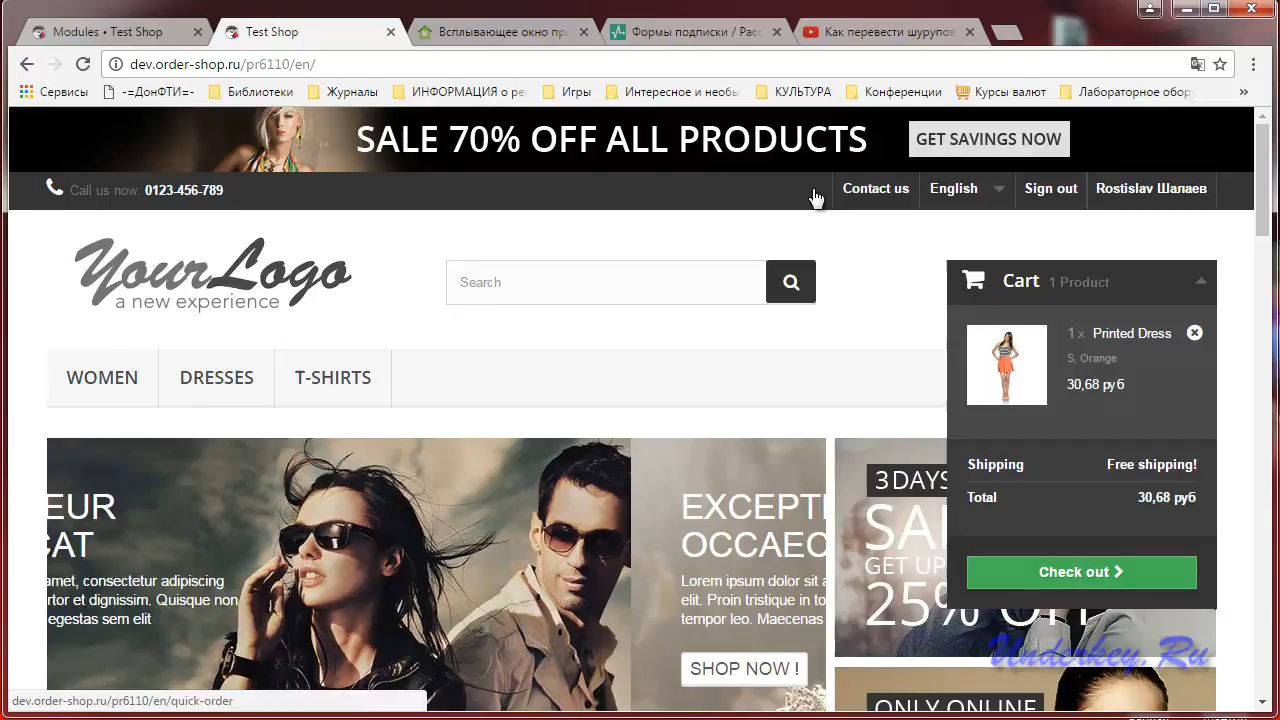 Modules • Test Shop
Test Shop
Всплывающее окно пр
Формы подписки / Расс
Как перевести шурупов
dev.order-shop.ru/pr6110/en/
Сервисы
-=ДонФТИ=-
Библиотеки
Журналы
ИНФОРМАЦИЯ о ре
Игры
Интересное и необы
КУЛЬТУРА
Конференции
Курсы валют
Лабораторное обор
»
SALE 70% OFF ALL PRODUCTS
GET SAVINGS NOW
Call us now: 0123-456-789
Contact us
English
Sign out
Rostislav Шалаев
YourLogo
a new experience
Search
Cart 1 Product
1 x Printed Dress
S, Orange
30,68 руб
WOMEN
DRESSES
T-SHIRTS
Shipping Free shipping!
Total 30,68 руб
Check out
EUR
CAT
amet, consectetur adipiscing
rtor et dignissim. Quisque non
egestas sem elit
EXCEPTI
OCCAEC
Lorem ipsum dolor sit a
elit. Proin tristique in to
tempor leo. Maecenas
SHOP NOW !
3 DAYS
SAL
GET UP
25% OFF
Underkey.Ru
ONLY ONLINE
dev.order-shop.ru/pr6110/en/quick-order